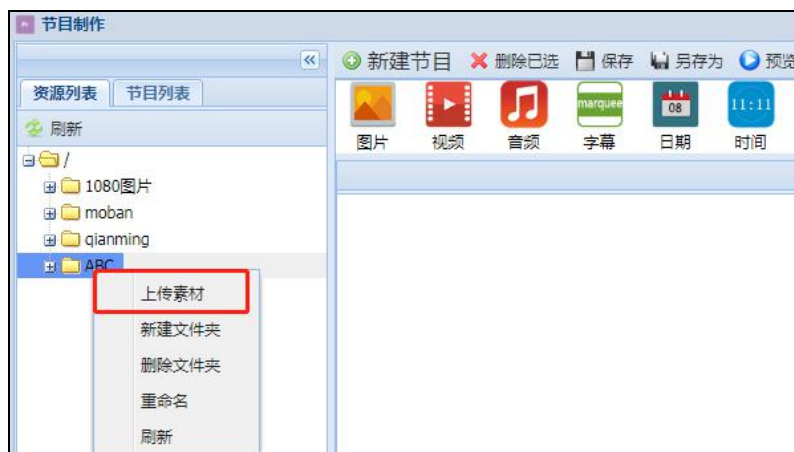 节目制作
新建节目 删除已选 保存 另存为 预览
资源列表 节目列表
刷新
marquee 08 11:11
图片 视频 音频 字幕 日期 时间
/
1080图片
moban
qianming
ABC
上传素材
新建文件夹
删除文件夹
重命名
刷新